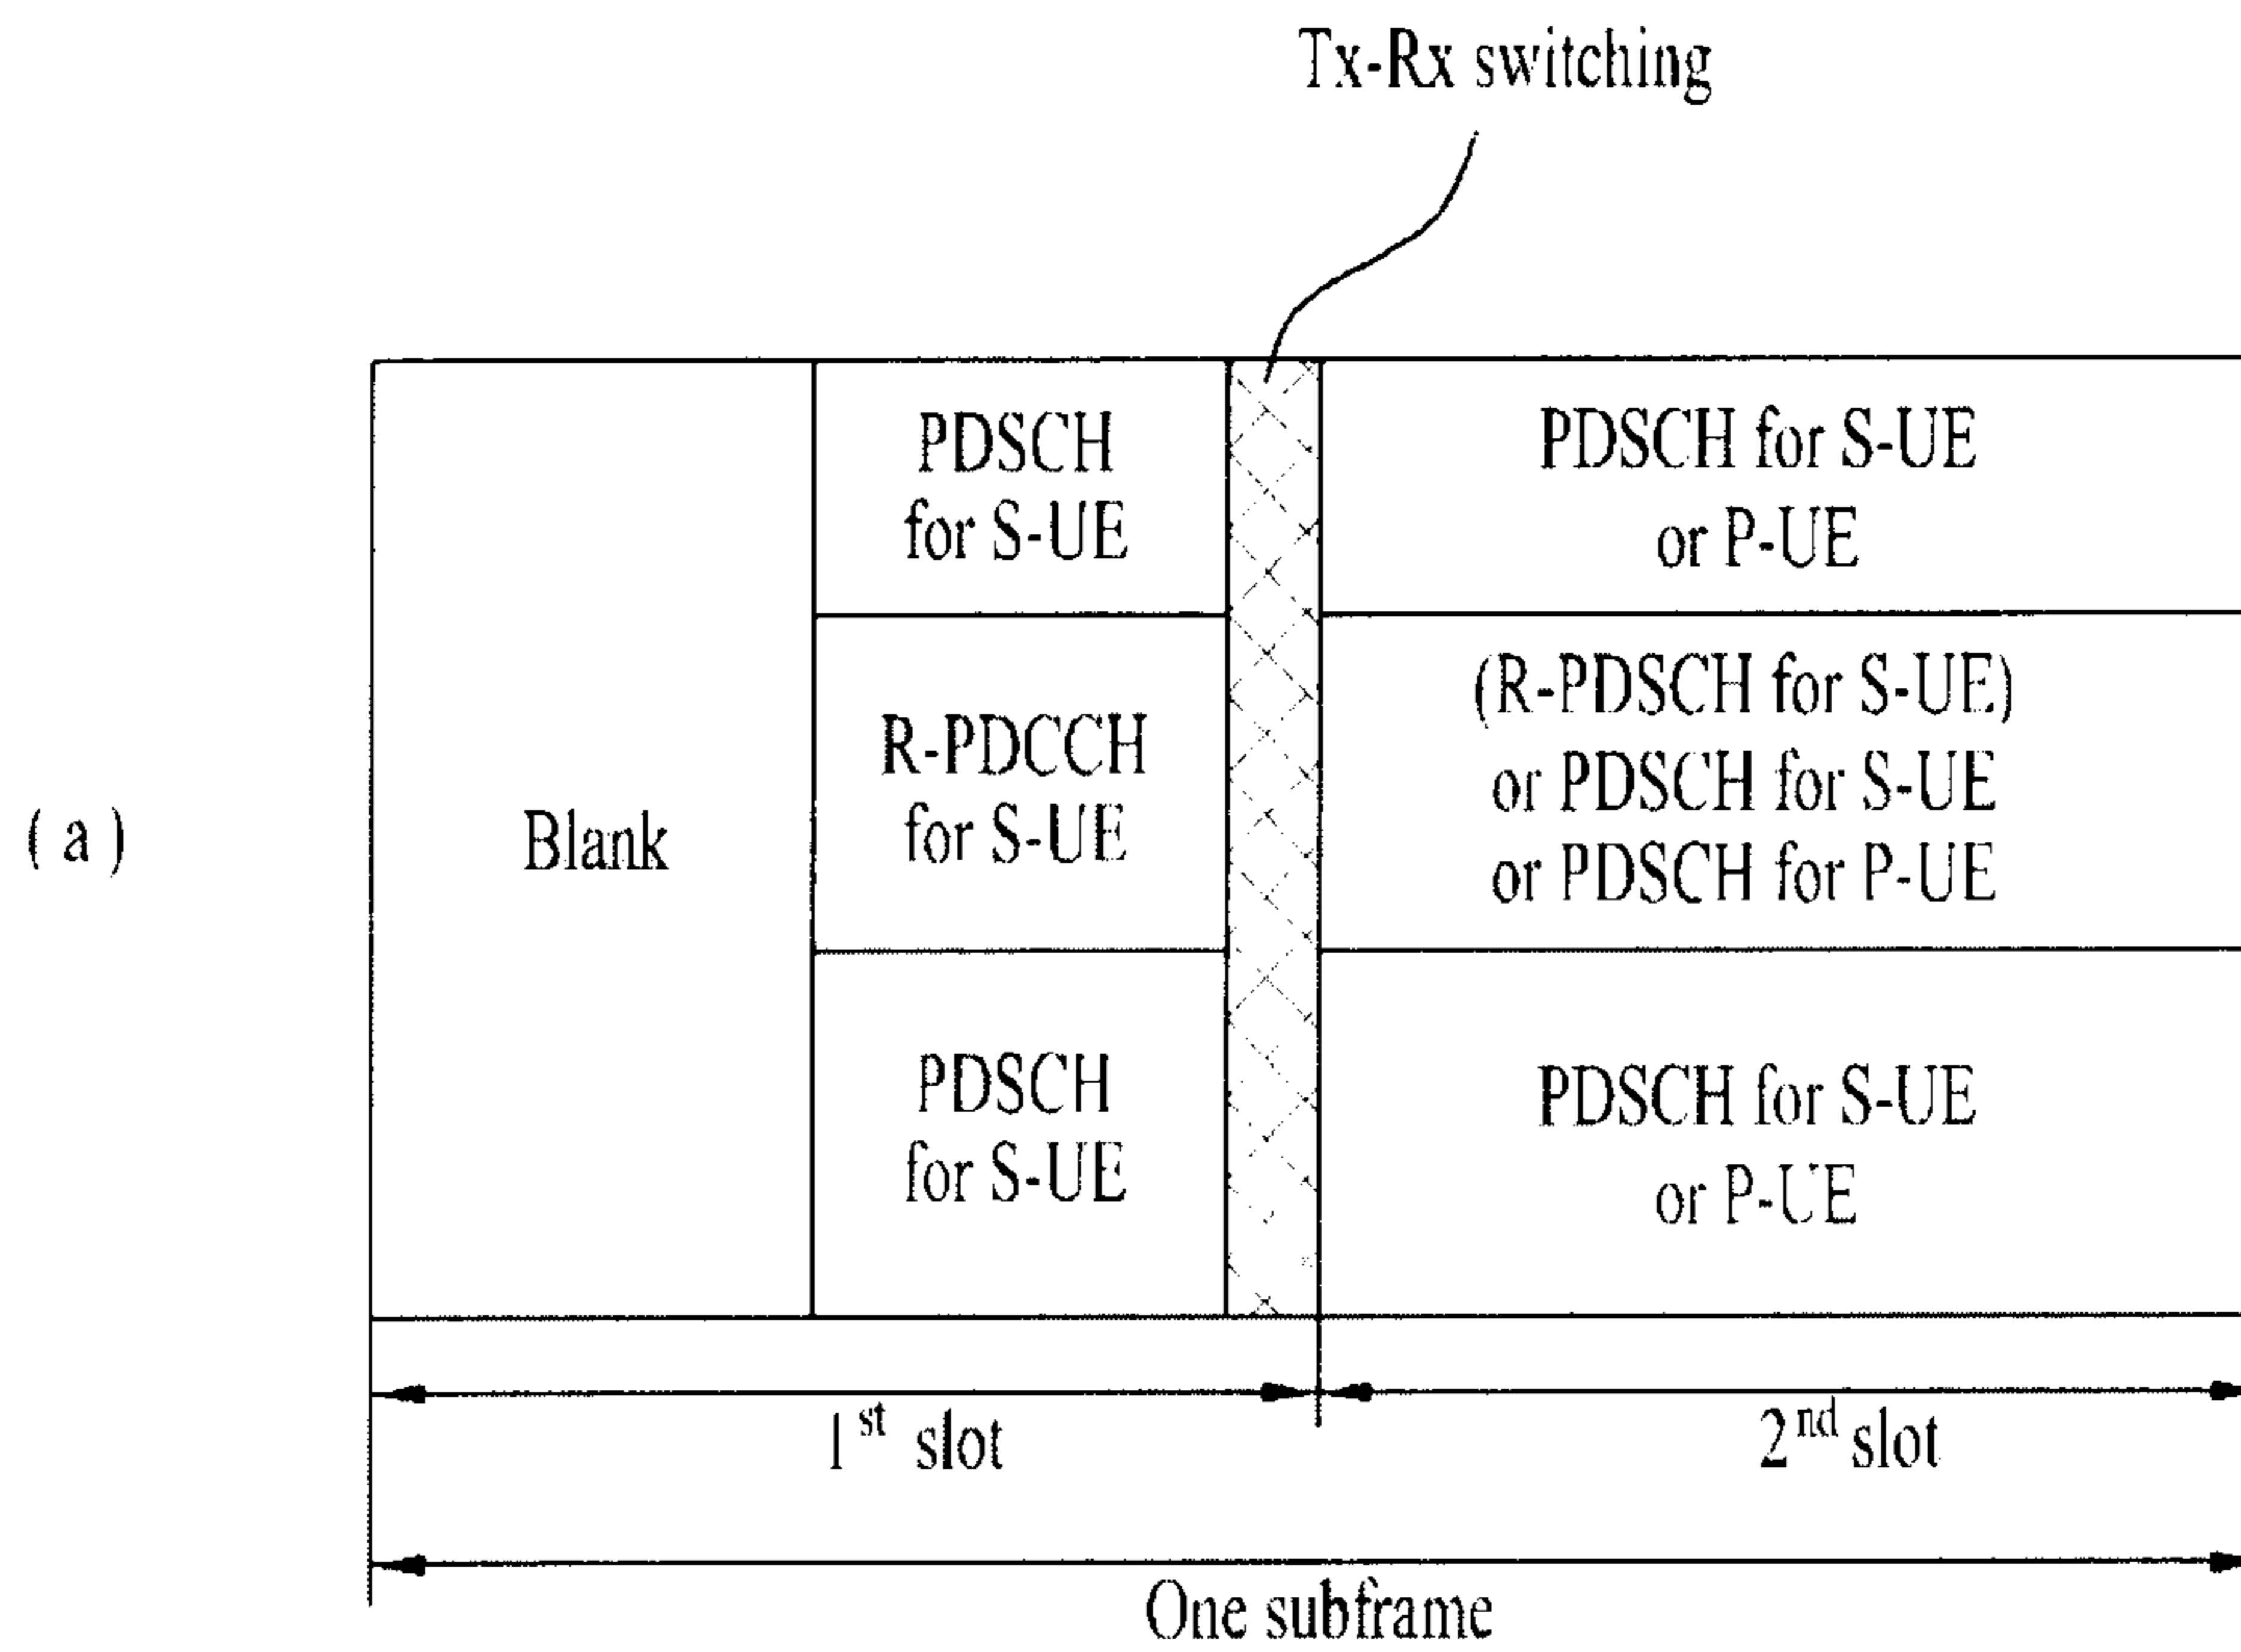 Tx-Rx switching
(a)
Blank
PDSCH
for S-UE
R-PDCCH
for S-UE
PDSCH
for S-UE
PDSCH for S-UE
or P-UE
(R-PDSCH for S-UE)
or PDSCH for S-UE
or PDSCH for P-UE
PDSCH for S-UE
or P-UE
1st slot
2nd slot
One subframe